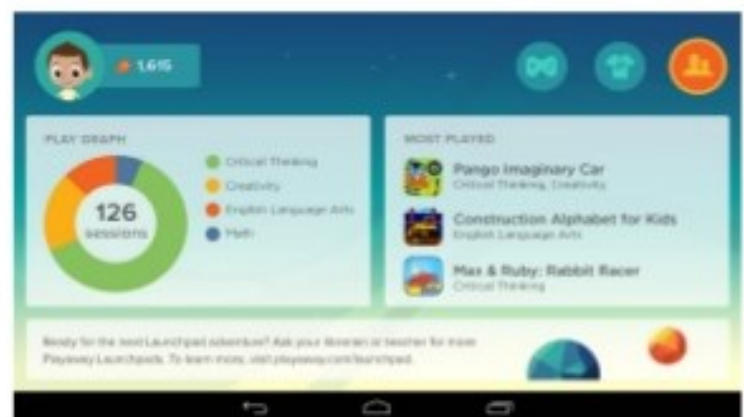 1,615
PLAY GRAPH
126
sessions
Critical Thinking
Creativity
English Language Arts
Math
MOST PLAYED
Pango Imaginary Car
Critical Thinking, Creativity
Construction Alphabet for Kids
English Language Arts
Max & Ruby: Rabbit Racer
Critical Thinking
Ready for the next Launchpad adventure? Ask your librarian or teacher for more
Playaway Launchpads. To learn more, visit playaway.com/launchpad.